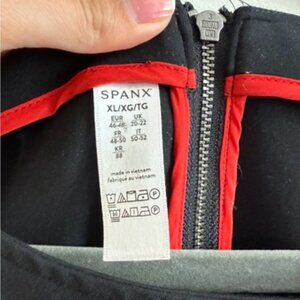 SPANX
XL/XG/TG
EUR UK
46-48 20-22
FR IT
48-50 50-52
KR
88
made in vietnam
fabriqué au vietnam